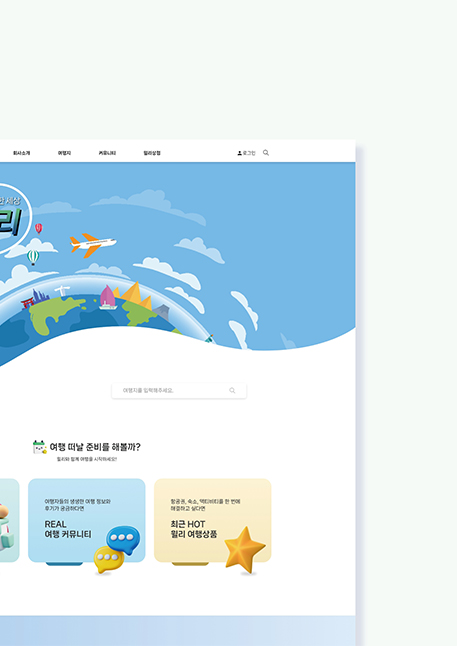 회사소개 여행지 커뮤니티 윌리상점 로그인
한 세상
리
여행지를 입력해주세요.
여행 떠날 준비를 해볼까?
윌리와 함께 여행을 시작하세요!
여행자들의 생생한 여행 정보와
후기가 궁금하다면
REAL
여행 커뮤니티
항공권, 숙소, 액티비티를 한 번에
해결하고 싶다면
최근 HOT
윌리 여행상품